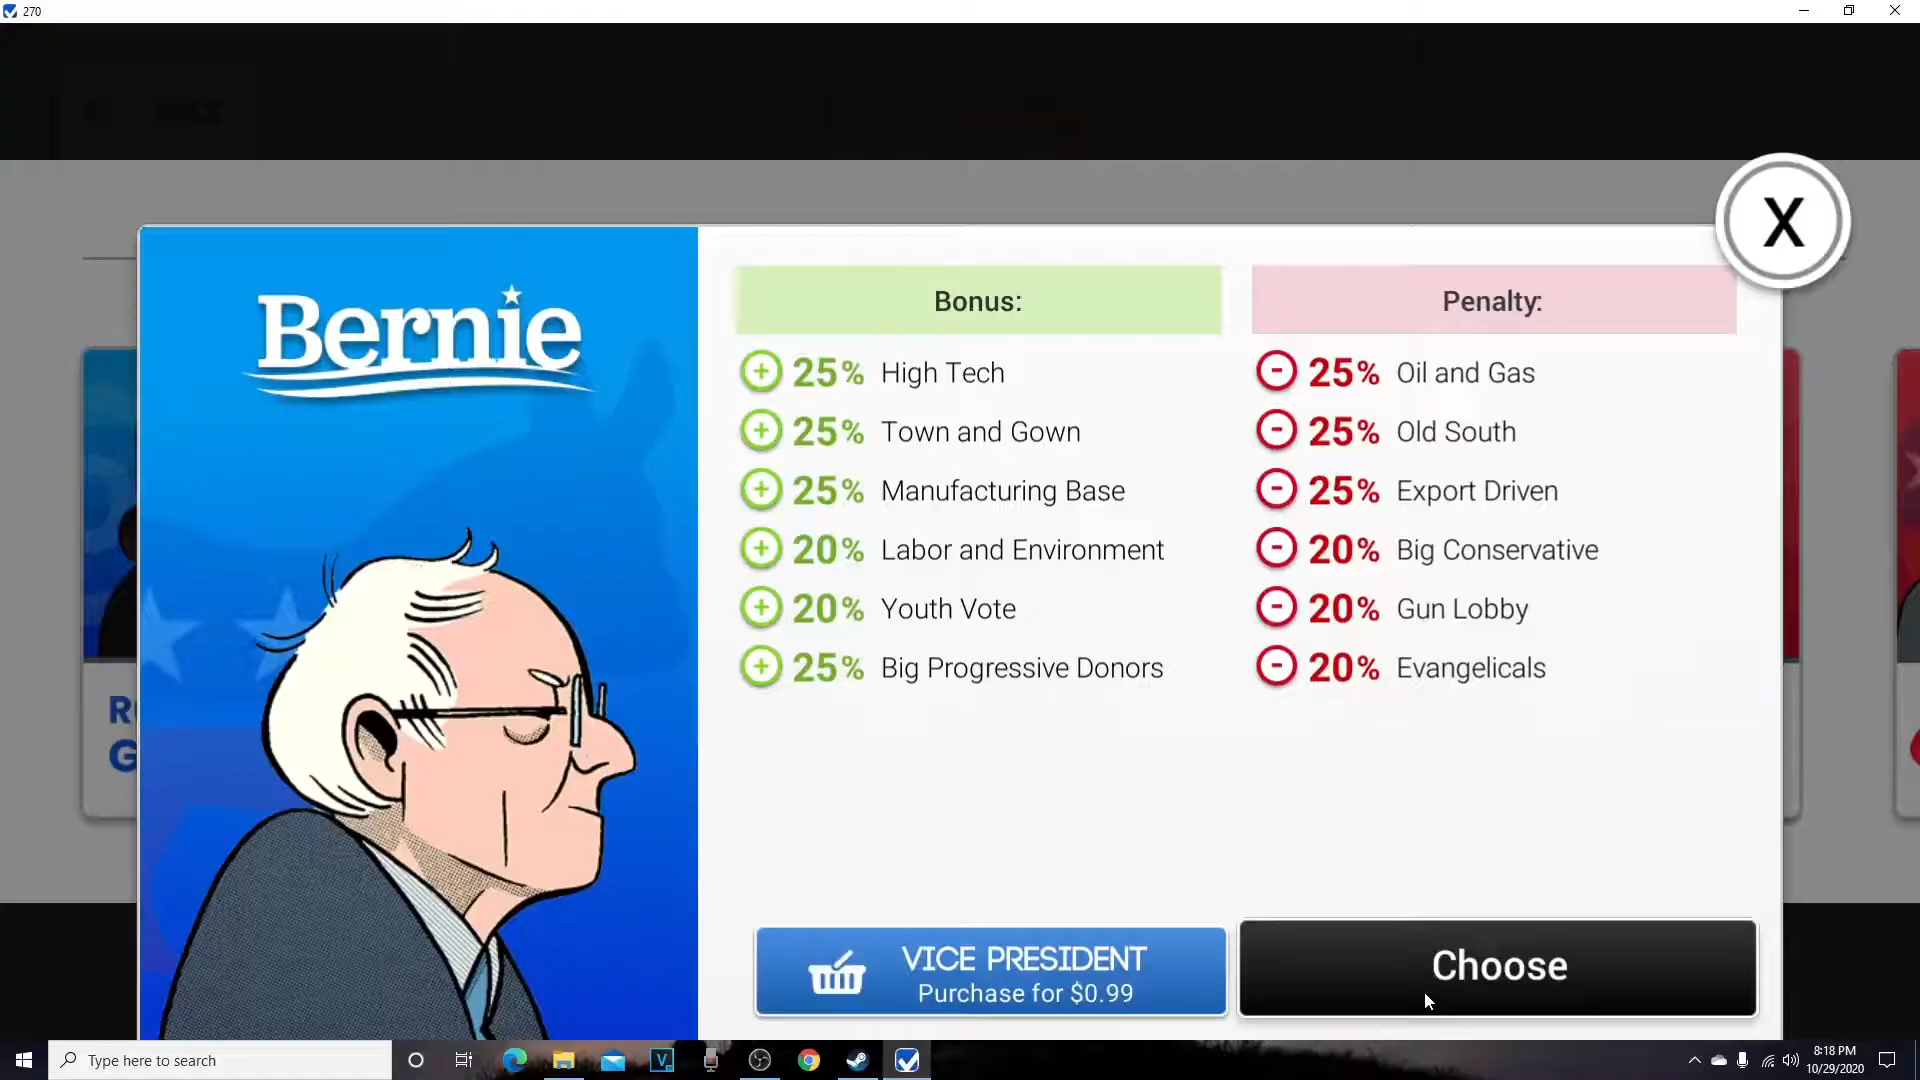 270
X
Bernie
Bonus:
+ 25% High Tech
+ 25% Town and Gown
+ 25% Manufacturing Base
+ 20% Labor and Environment
+ 20% Youth Vote
+ 25% Big Progressive Donors
Penalty:
- 25% Oil and Gas
- 25% Old South
- 25% Export Driven
- 20% Big Conservative
- 20% Gun Lobby
- 20% Evangelicals
R
G
VICE PRESIDENT
Purchase for $0.99
Choose
Type here to search
V
8:18 PM
10/29/2020